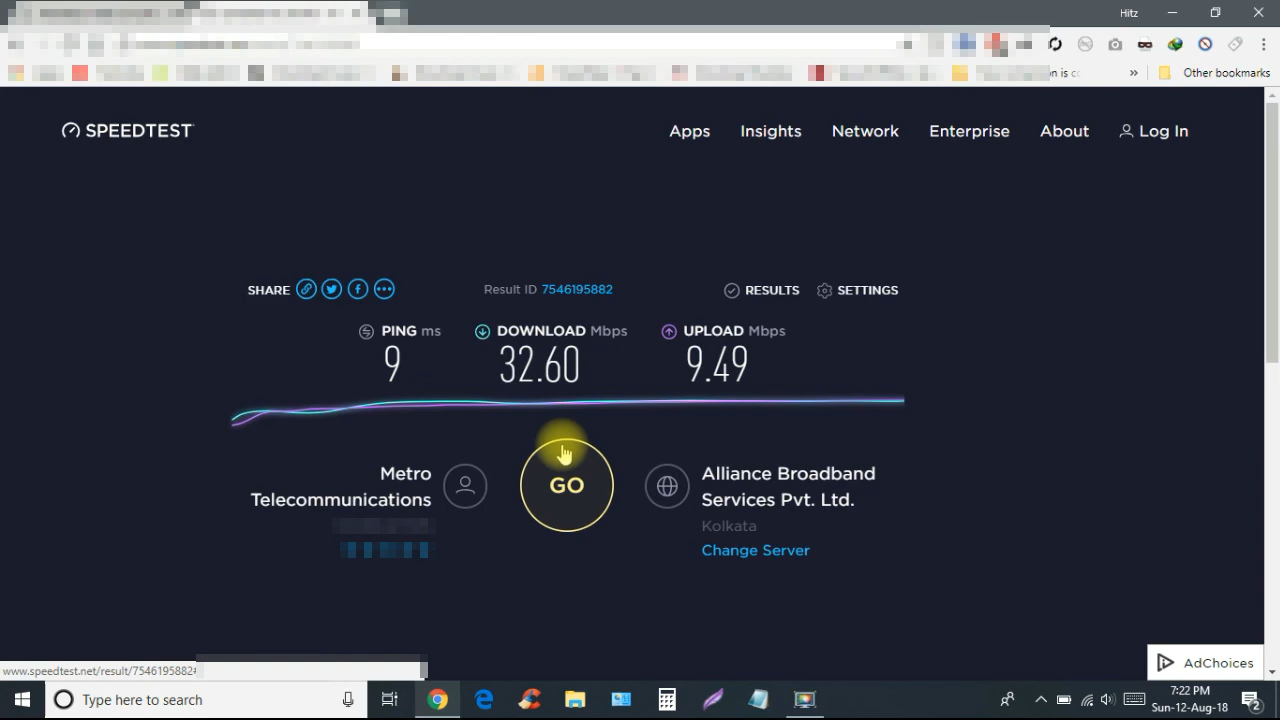 Hitz
Other bookmarks
SPEEDTEST
Apps Insights Network Enterprise About Log In
SHARE Result ID 7546195882 RESULTS SETTINGS
PING ms DOWNLOAD Mbps UPLOAD Mbps
9 32.60 9.49
GO
Metro
Telecommunications
Alliance Broadband
Services Pvt. Ltd.
Kolkata
Change Server
AdChoices
www.speedtest.net/result/7546195882#
Type here to search
7:22 PM
Sun-12-Aug-18
2